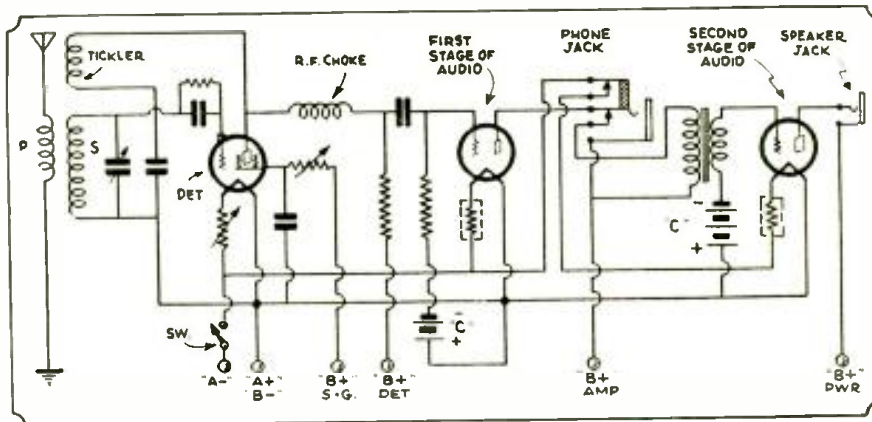 TICKLER
P
S
DET
R.F. CHOKE
FIRST
STAGE OF
AUDIO
PHONE
JACK
SECOND
STAGE OF
AUDIO
SPEAKER
JACK
-
C -
+
-
C
+
SW
"A-"
"A+"
"B-"
"B+"
S.G.
"B+"
DET
"B+"
AMP
"B+"
PWR